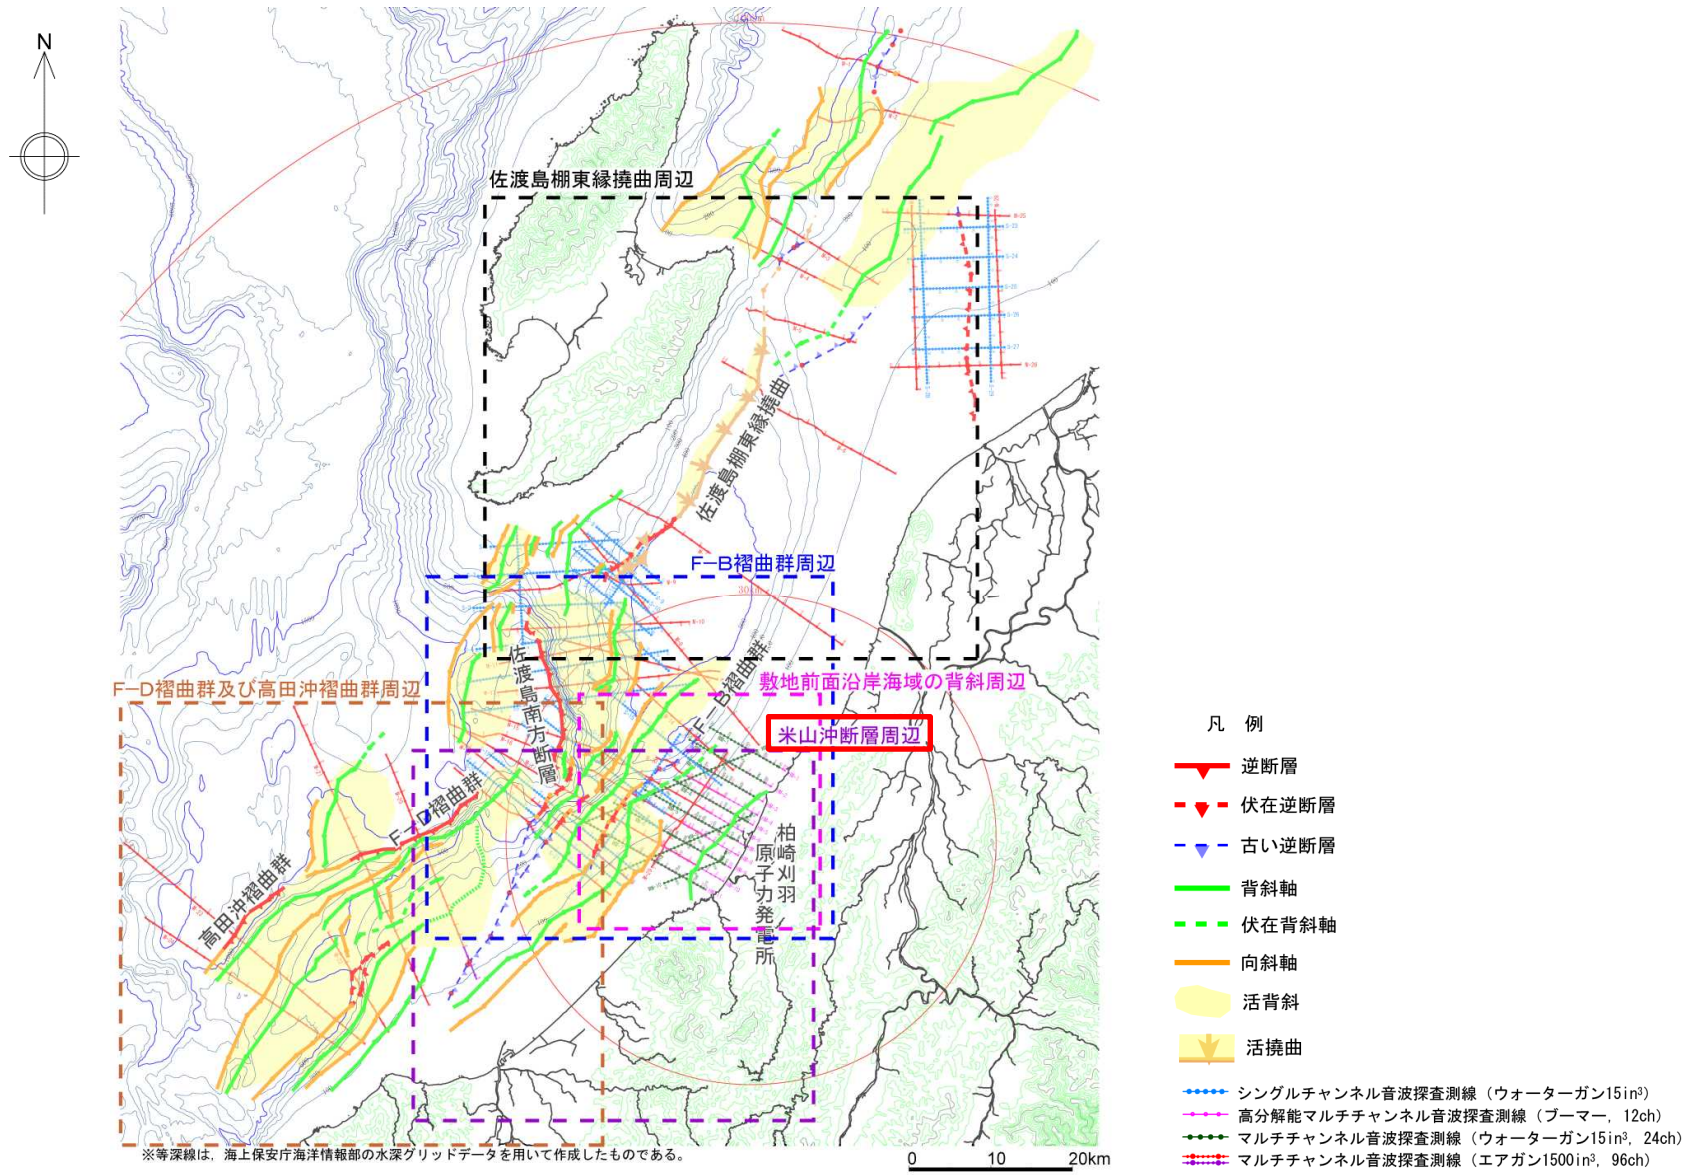 N
佐渡島棚東縁撓曲周辺
佐渡島棚東縁撓曲
F−B褶曲群周辺
30km
佐渡島南方断層
F−B褶曲群
敷地前面沿岸海域の背斜周辺
米山沖断層周辺
F−D褶曲群及び高田沖褶曲群周辺
F−D褶曲群
高田沖褶曲群
柏崎刈羽
原子力発電所
凡 例
逆断層
伏在逆断層
古い逆断層
背斜軸
伏在背斜軸
向斜軸
活背斜
活撓曲
シングルチャンネル音波探査測線（ウォーターガン15in³）
高分解能マルチチャンネル音波探査測線（ブーマー，12ch）
マルチチャンネル音波探査測線（ウォーターガン15in³，24ch）
マルチチャンネル音波探査測線（エアガン1500in³，96ch）
※等深線は，海上保安庁海洋情報部の水深グリッドデータを用いて作成したものである。
0 10 20km